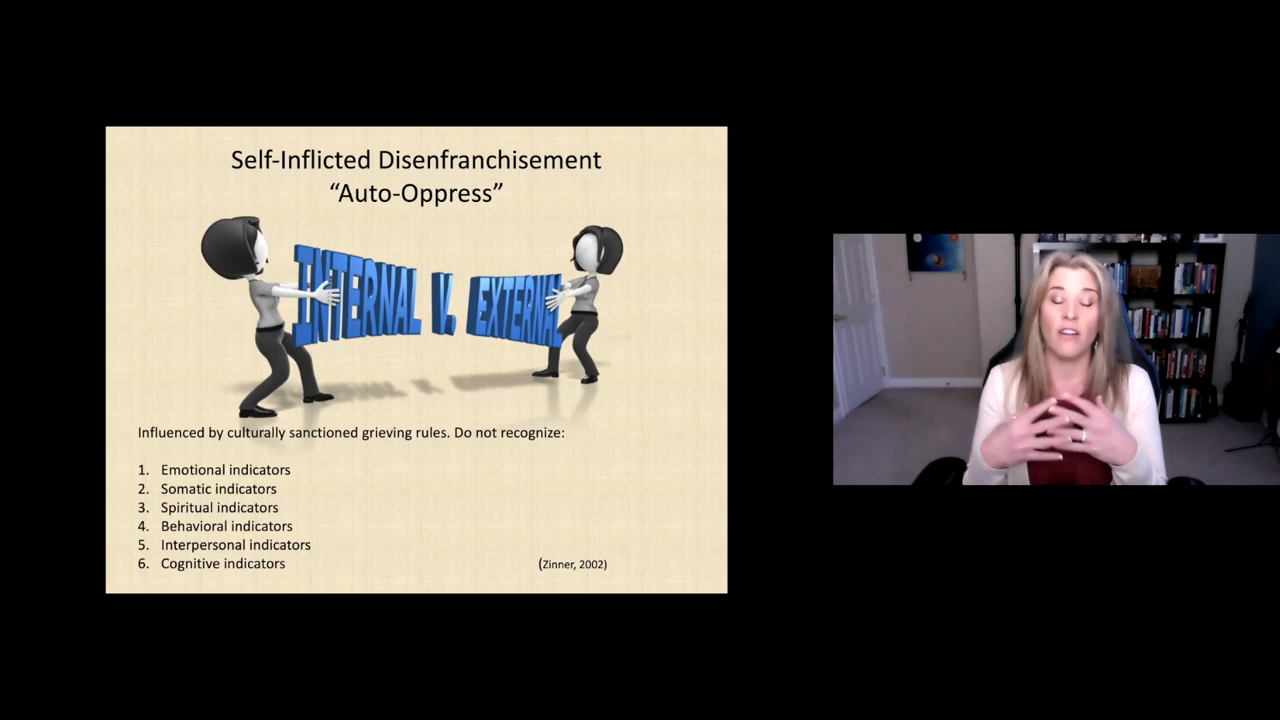 Self-Inflicted Disenfranchisement
“Auto-Oppress”
INTERNAL V. EXTERNAL
Influenced by culturally sanctioned grieving rules. Do not recognize:
1. Emotional indicators
2. Somatic indicators
3. Spiritual indicators
4. Behavioral indicators
5. Interpersonal indicators
6. Cognitive indicators
(Zinner, 2002)